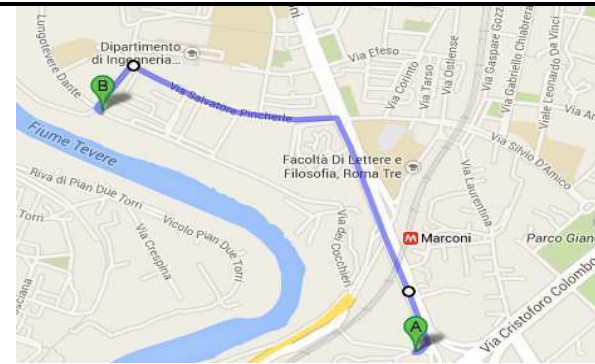 Lungotevere Dante
Dipartimento
di Ingegneria...
B
Via Salvatore Pincherle
Fiume Tevere
Riva di Pian Due Torri
Vicolo Pian Due
Torri
Torri
Via Crespina
Via Efeso
Via Corinto
Via Tarso
Via Ostiense
Via Gaspare Gozzi
Via Gabriello Chiabrera
Viale Leonardo Da Vinci
Via Silvio D'Amico
Facoltà Di Lettere e
Filosofia, Roma Tre
Via Laurentina
Via dei Cocchieri
M Marconi
Parco Gian
Via Cristoforo Colombo
A